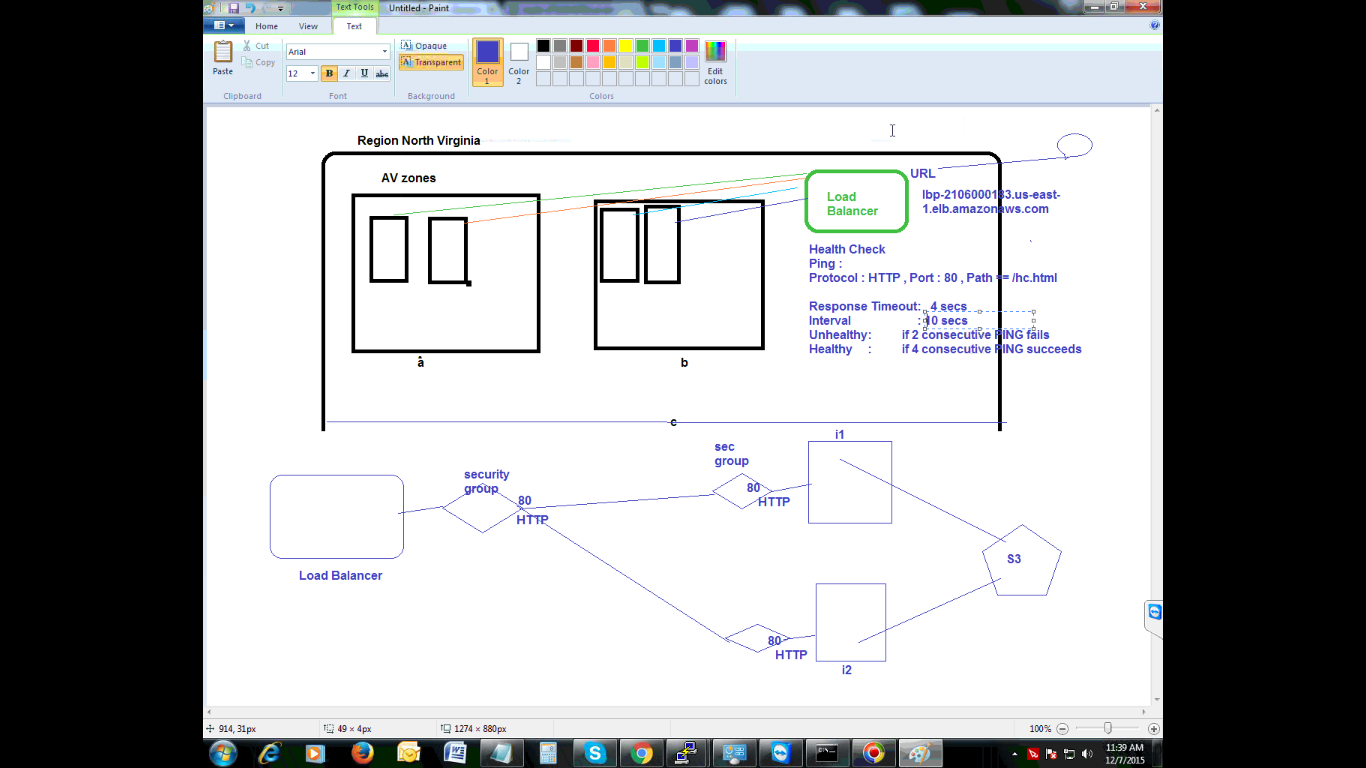 Text Tools
Untitled - Paint
Home
View
Text
Paste
Cut
Copy
Clipboard
Arial
12
B I U abc
Font
Opaque
Transparent
Background
Color
1
Color
2
Edit
colors
Colors
Region North Virginia
AV zones
a
b
c
Load
Balancer
URL
lbp-2106000183.us-east-
1.elb.amazonaws.com
Health Check
Ping :
Protocol : HTTP , Port : 80 , Path == /hc.html
Response Timeout: 4 secs
Interval : 10 secs
Unhealthy: if 2 consecutive PING fails
Healthy : if 4 consecutive PING succeeds
Load Balancer
security
group
80
HTTP
sec
group
80
HTTP
i1
S3
80
HTTP
i2
914, 31px
49 × 4px
1274 × 880px
100%
11:39 AM
12/7/2015